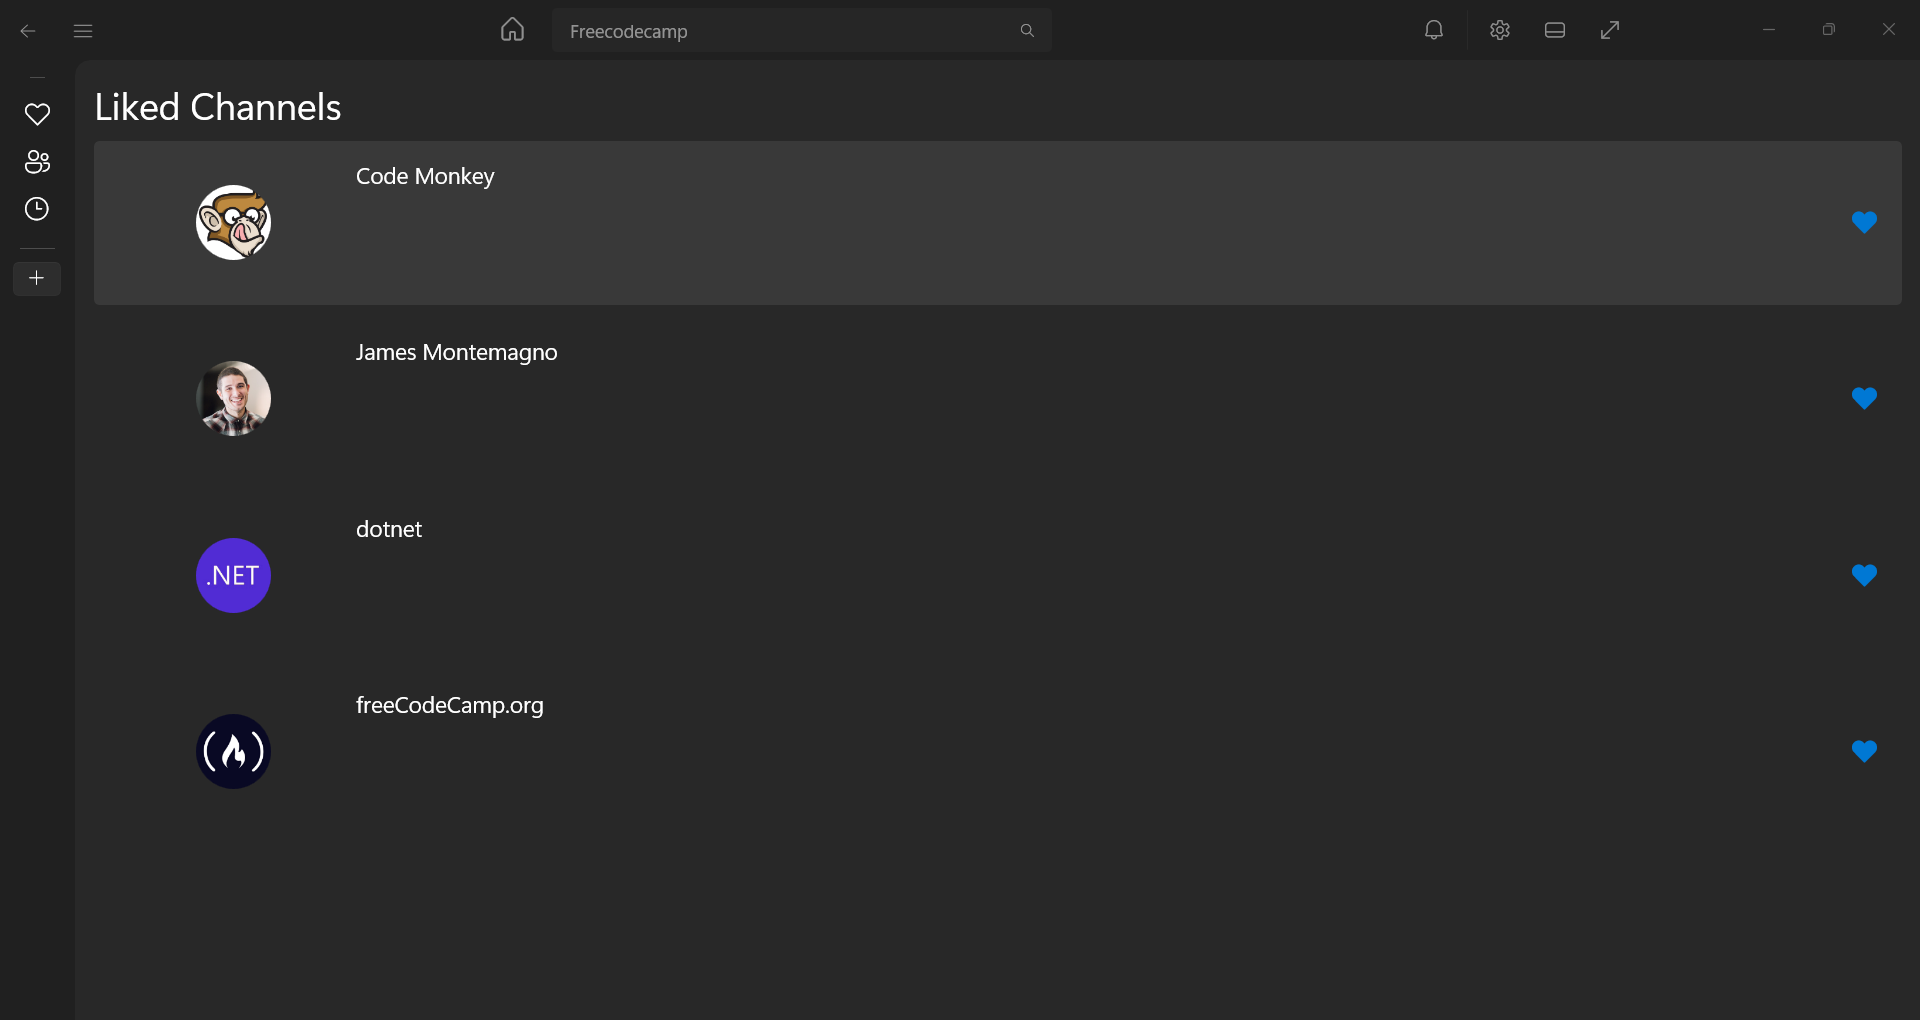 Freecodecamp
Liked Channels
Code Monkey
James Montemagno
dotnet
.NET
freeCodeCamp.org